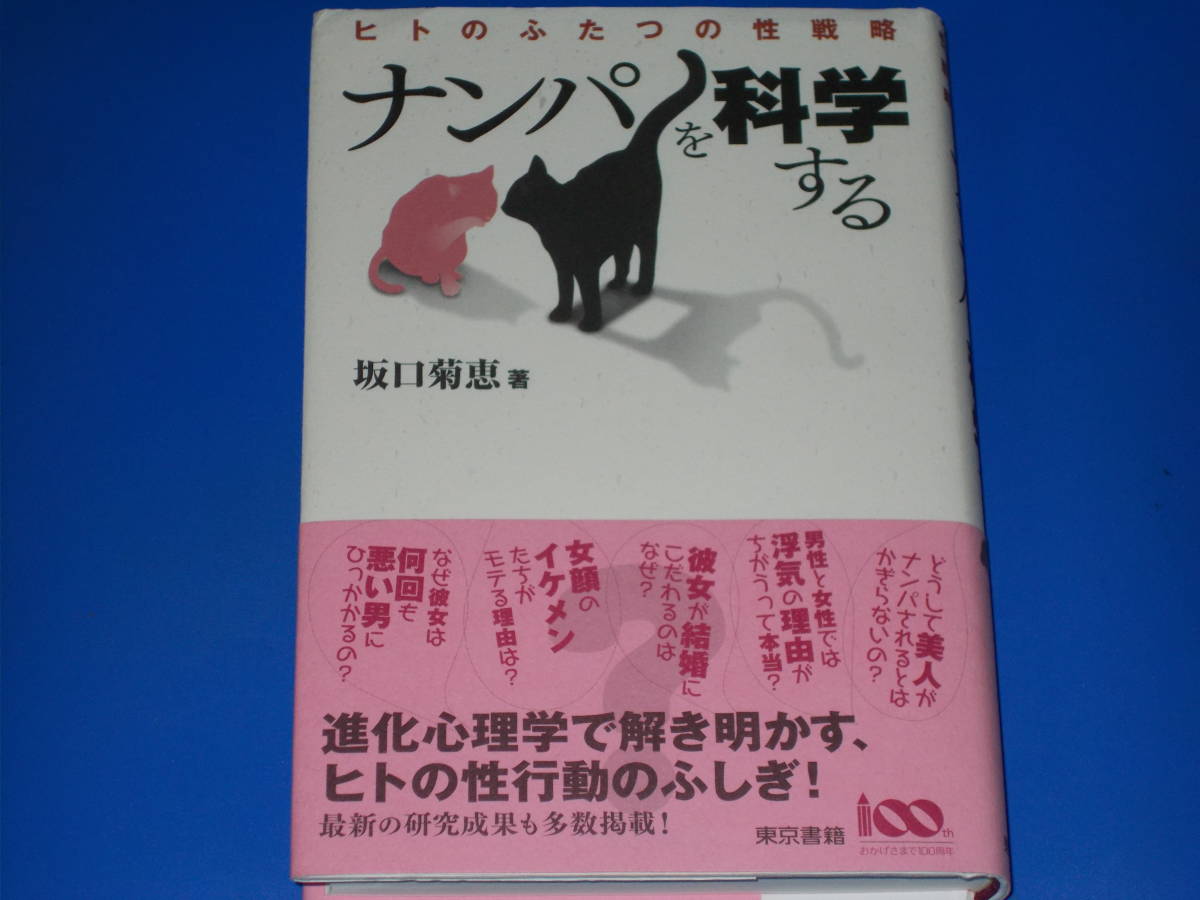 ヒトのふたつの性戦略
ナンパを科学する
坂口菊恵 著
どうして美人が
ナンパされるとは
かぎらないの?
男性と女性では
浮気の理由が
ちがうって本当?
彼女が結婚に
こだわるのは
なぜ?
女顔の
イケメン
たちが
モテる理由は?
なぜ彼女は
何回も
悪い男に
ひっかかるの?
進化心理学で解き明かす、
ヒトの性行動のふしぎ!
最新の研究成果も多数掲載!
東京書籍
100th
おかげさまで100周年